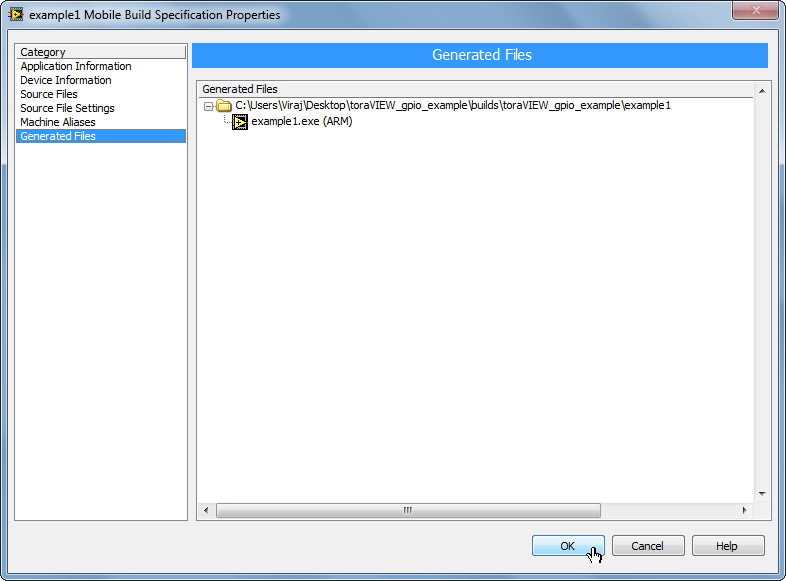 example1 Mobile Build Specification Properties
Category
Application Information
Device Information
Source Files
Source File Settings
Machine Aliases
Generated Files
Generated Files
Generated Files
C:\Users\Viraj\Desktop\toraVIEW_gpio_example\builds\toraVIEW_gpio_example\example1
example1.exe (ARM)
OK
Cancel
Help